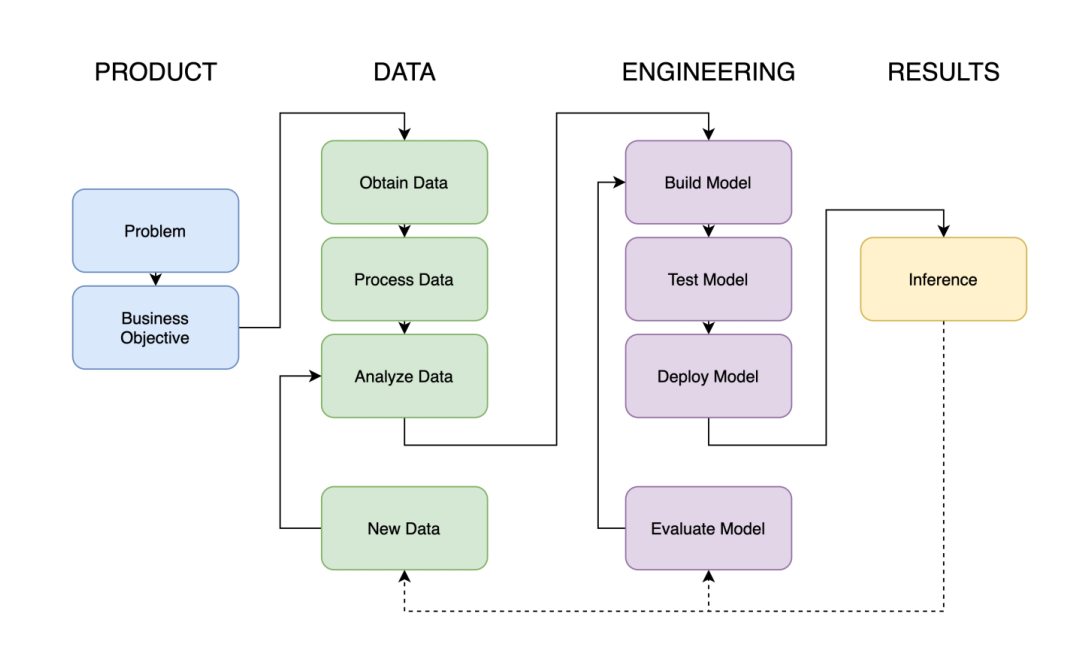 PRODUCT
DATA
ENGINEERING
RESULTS
Problem
Business
Objective
Obtain Data
Process Data
Analyze Data
New Data
Build Model
Test Model
Deploy Model
Evaluate Model
Inference